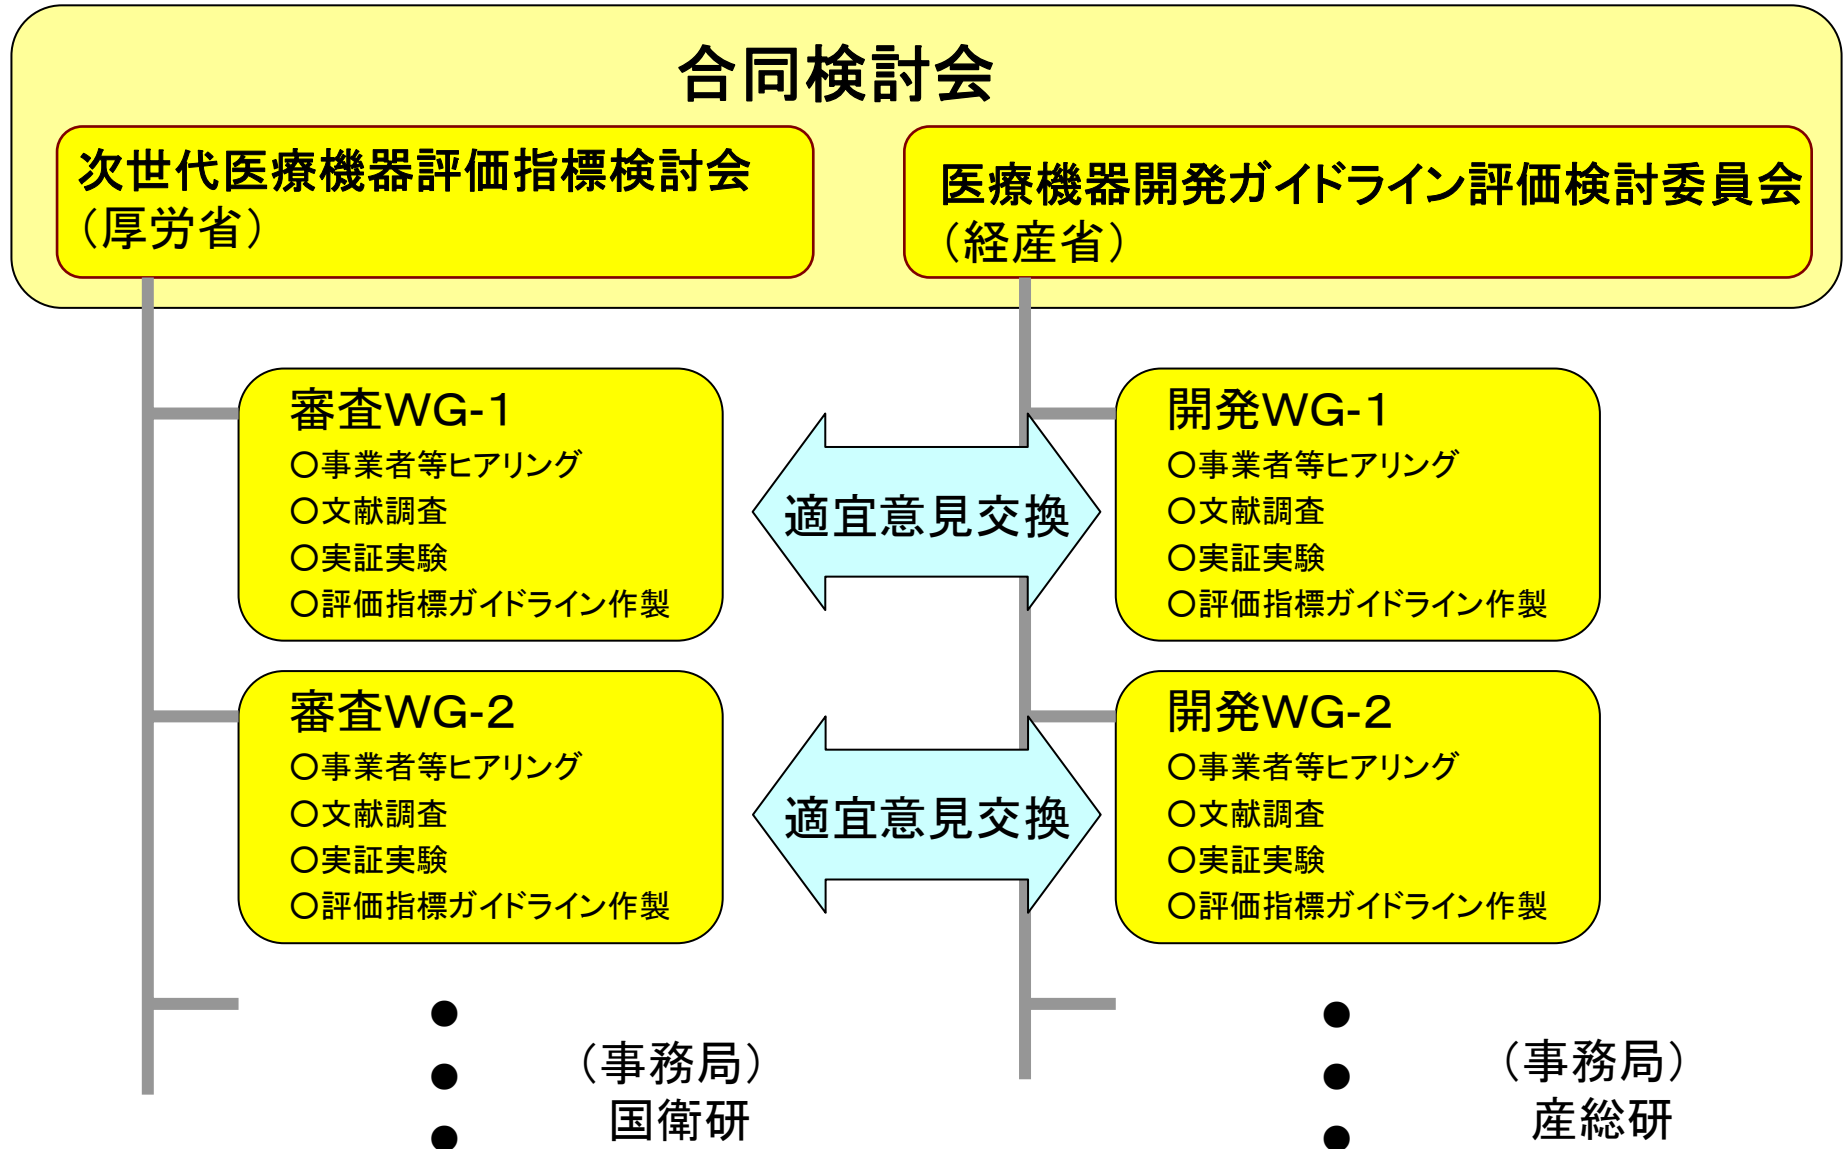 合同検討会
次世代医療機器評価指標検討会
（厚労省）
医療機器開発ガイドライン評価検討委員会
（経産省）
審査WG-1
○事業者等ヒアリング
○文献調査
○実証実験
○評価指標ガイドライン作製
適宜意見交換
開発WG-1
○事業者等ヒアリング
○文献調査
○実証実験
○評価指標ガイドライン作製
審査WG-2
○事業者等ヒアリング
○文献調査
○実証実験
○評価指標ガイドライン作製
適宜意見交換
開発WG-2
○事業者等ヒアリング
○文献調査
○実証実験
○評価指標ガイドライン作製
（事務局）
国衛研
（事務局）
産総研